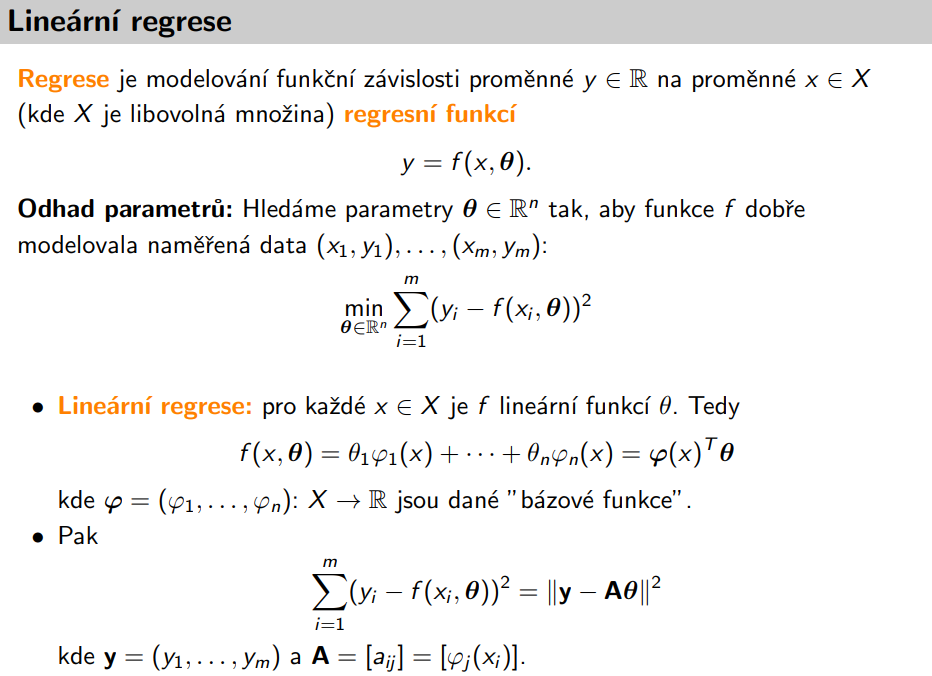 Lineární regrese
Regrese je modelování funkční závislosti proměnné y ∈ ℝ na proměnné x ∈ X
(kde X je libovolná množina) regresní funkcí
y = f(x, θ).
Odhad parametrů: Hledáme parametry θ ∈ ℝⁿ tak, aby funkce f dobře
modelovala naměřená data (x₁, y₁), . . . , (xₘ, yₘ):
min_{θ∈ℝⁿ} ∑_{i=1}^{m} (yᵢ − f(xᵢ, θ))²
• Lineární regrese: pro každé x ∈ X je f lineární funkcí θ. Tedy
f(x, θ) = θ₁φ₁(x) + · · · + θₙφₙ(x) = φ(x)ᵀθ
kde φ = (φ₁, . . . , φₙ): X → ℝ jsou dané ”bázové funkce”.
• Pak
∑_{i=1}^{m} (yᵢ − f(xᵢ, θ))² = ‖y − Aθ‖²
kde y = (y₁, . . . , yₘ) a A = [aᵢⱼ] = [φⱼ(xᵢ)].